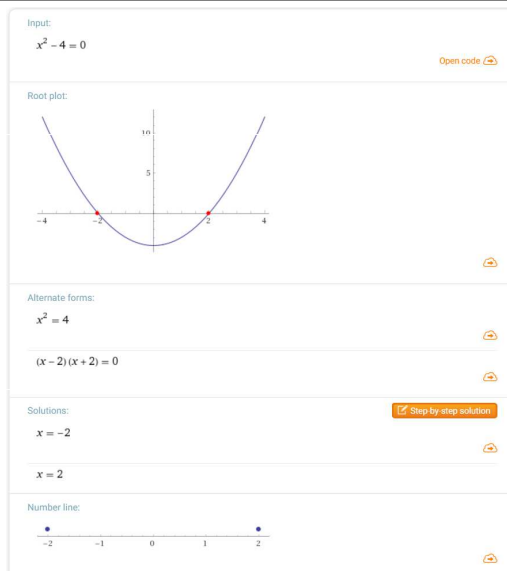 Input:
x² − 4 = 0
Open code
Root plot:
10
5
−4 −2 2 4
Alternate forms:
x² = 4
(x − 2) (x + 2) = 0
Solutions:
Step-by-step solution
x = −2
x = 2
Number line:
−2 −1 0 1 2